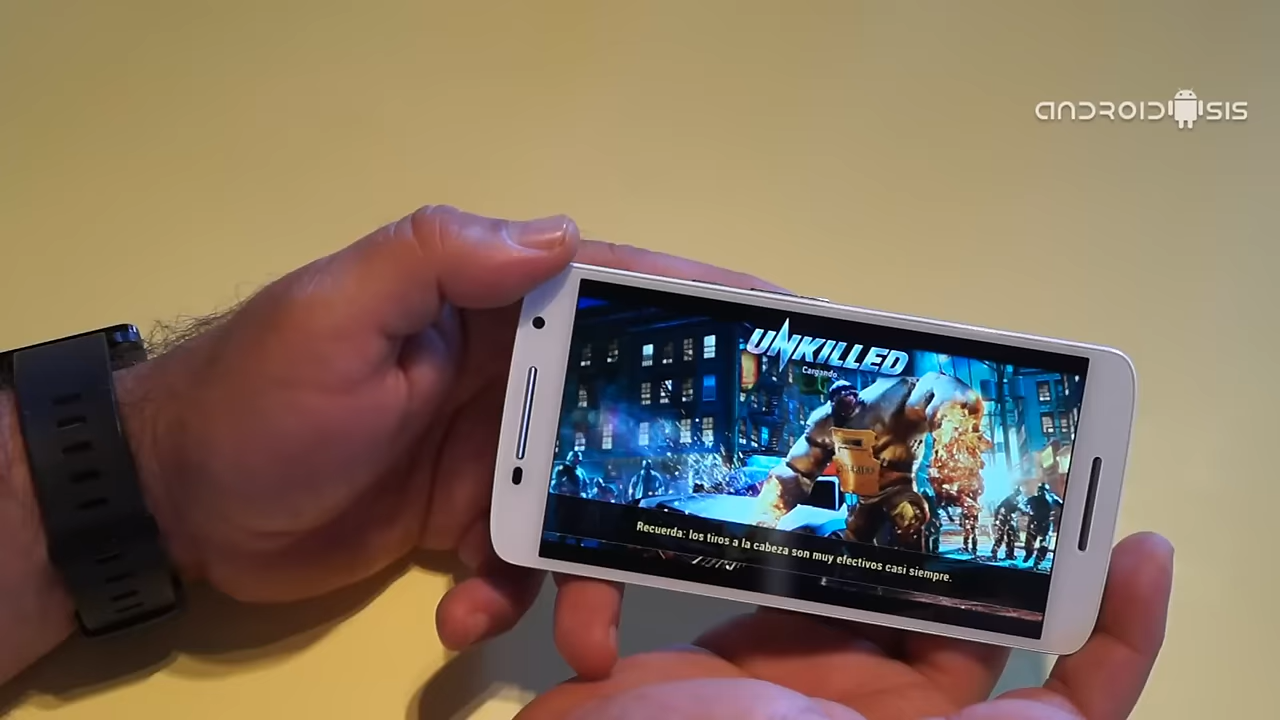 ANDROIDSIS
UNKILLED
Cargando...
Recuerda: los tiros a la cabeza son muy efectivos casi siempre.